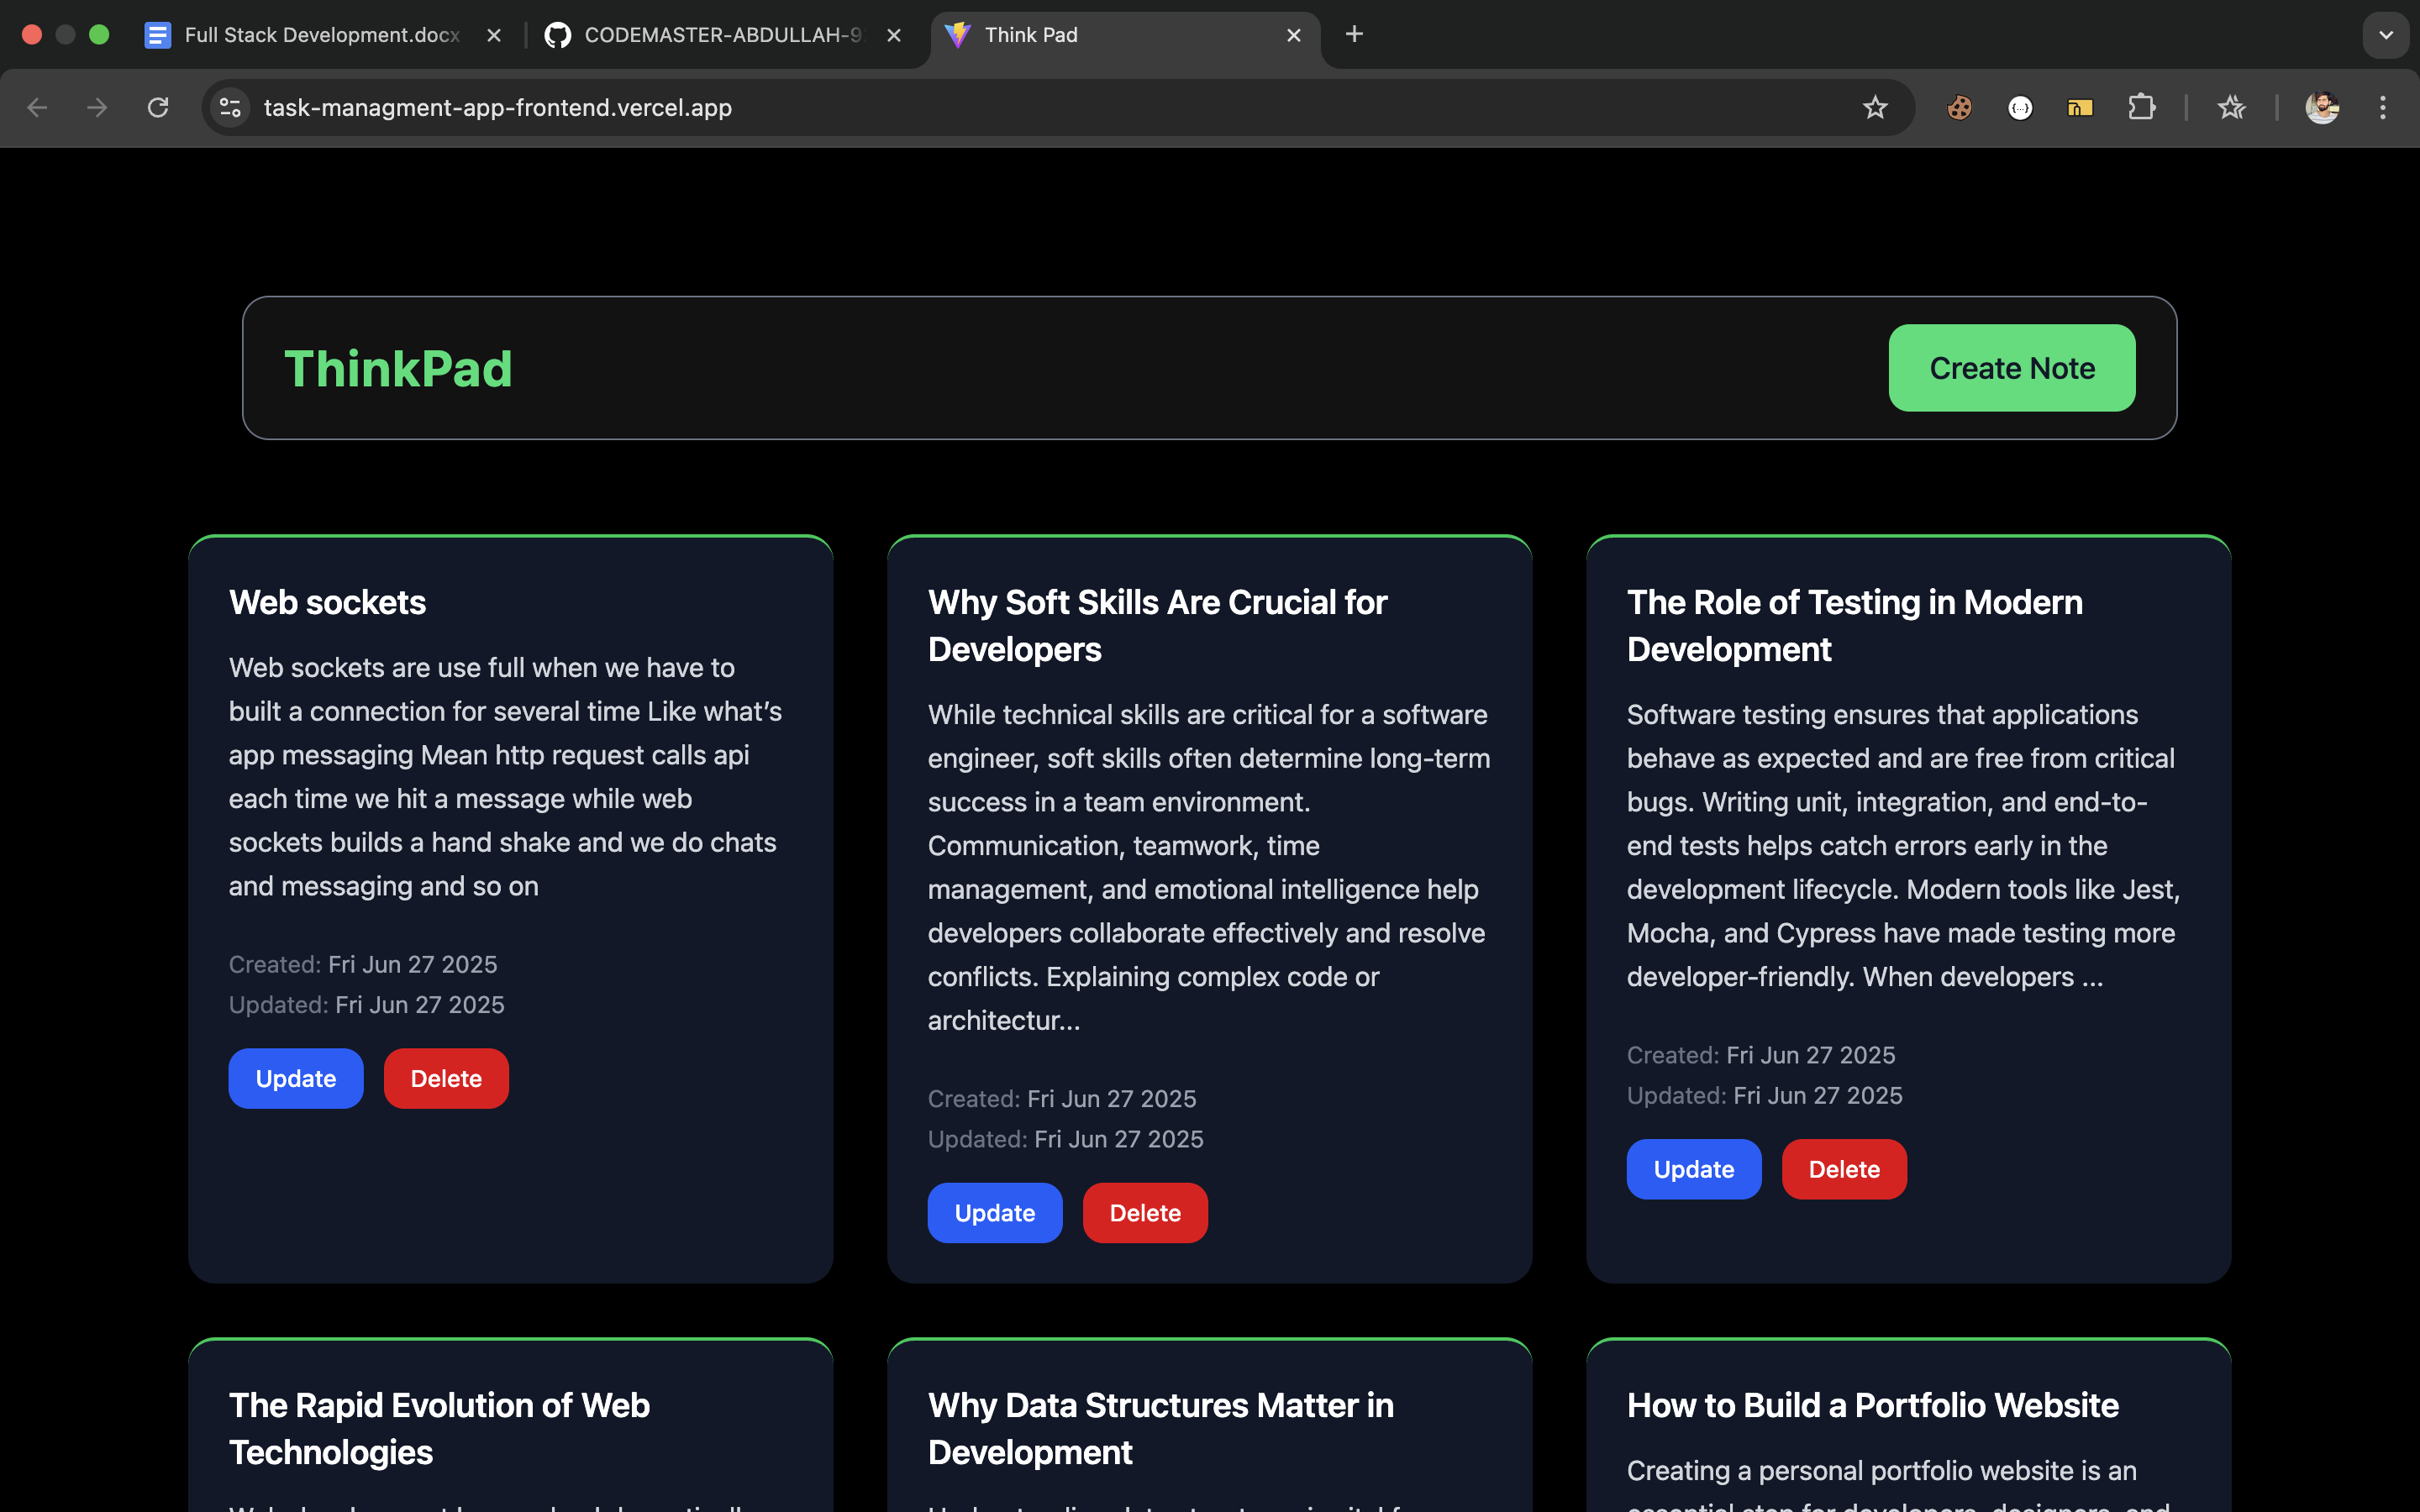 Full Stack Development.docx
CODEMASTER-ABDULLAH-9
Think Pad
task-managment-app-frontend.vercel.app
ThinkPad
Create Note
Web sockets
Web sockets are use full when we have to
built a connection for several time Like what’s
app messaging Mean http request calls api
each time we hit a message while web
sockets builds a hand shake and we do chats
and messaging and so on
Created: Fri Jun 27 2025
Updated: Fri Jun 27 2025
Update
Delete
Why Soft Skills Are Crucial for
Developers
While technical skills are critical for a software
engineer, soft skills often determine long-term
success in a team environment.
Communication, teamwork, time
management, and emotional intelligence help
developers collaborate effectively and resolve
conflicts. Explaining complex code or
architectur...
Created: Fri Jun 27 2025
Updated: Fri Jun 27 2025
Update
Delete
The Role of Testing in Modern
Development
Software testing ensures that applications
behave as expected and are free from critical
bugs. Writing unit, integration, and end-to-
end tests helps catch errors early in the
development lifecycle. Modern tools like Jest,
Mocha, and Cypress have made testing more
developer-friendly. When developers ...
Created: Fri Jun 27 2025
Updated: Fri Jun 27 2025
Update
Delete
The Rapid Evolution of Web
Technologies
Why Data Structures Matter in
Development
How to Build a Portfolio Website
Creating a personal portfolio website is an
essential step for developers, designers, and